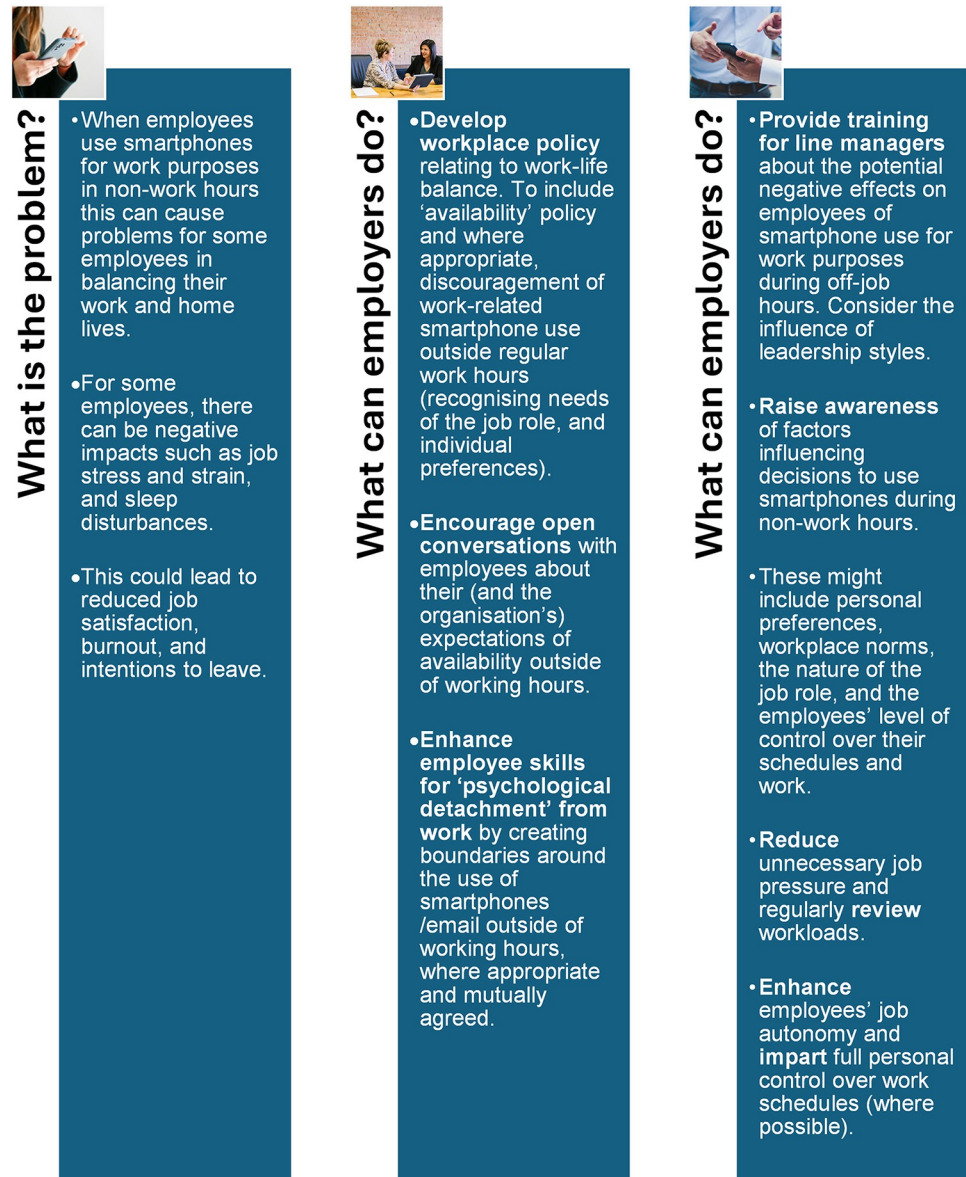 What is the problem?
•When employees
use smartphones
for work purposes
in non-work hours
this can cause
problems for some
employees in
balancing their
work and home
lives.
•For some
employees, there
can be negative
impacts such as job
stress and strain,
and sleep
disturbances.
•This could lead to
reduced job
satisfaction,
burnout, and
intentions to leave.
What can employers do?
•Develop
workplace policy
relating to work-life
balance. To include
‘availability’ policy
and where
appropriate,
discouragement of
work-related
smartphone use
outside regular
work hours
(recognising needs
of the job role, and
individual
preferences).
•Encourage open
conversations with
employees about
their (and the
organisation’s)
expectations of
availability outside
of working hours.
•Enhance
employee skills
for ‘psychological
detachment’ from
work by creating
boundaries around
the use of
smartphones
/email outside of
working hours,
where appropriate
and mutually
agreed.
What can employers do?
•Provide training
for line managers
about the potential
negative effects on
employees of
smartphone use for
work purposes
during off-job
hours. Consider the
influence of
leadership styles.
•Raise awareness
of factors
influencing
decisions to use
smartphones during
non-work hours.
•These might
include personal
preferences,
workplace norms,
the nature of the
job role, and the
employees’ level of
control over their
schedules and
work.
•Reduce
unnecessary job
pressure and
regularly review
workloads.
•Enhance
employees’ job
autonomy and
impart full personal
control over work
schedules (where
possible).